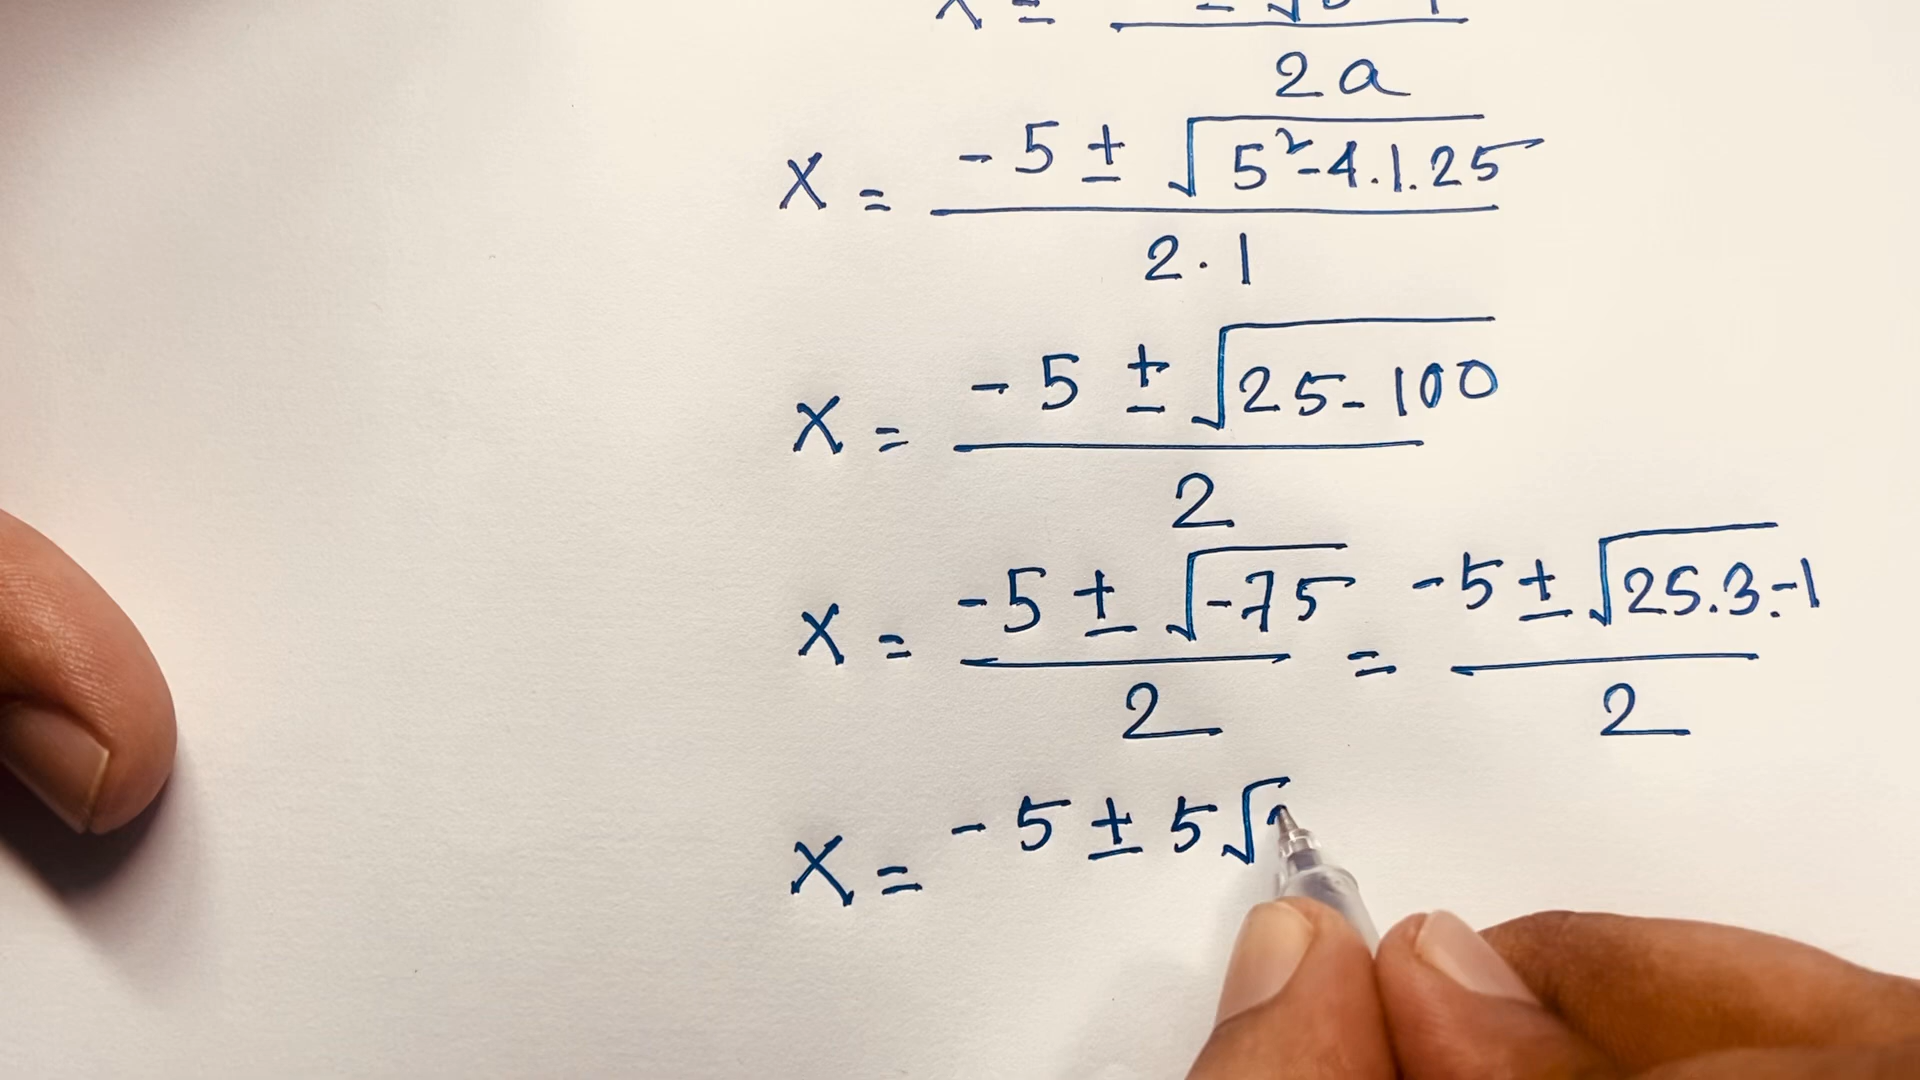 2a
x = -5 ± √5²-4.1.25 / 2.1
x = -5 ± √25-100 / 2
x = -5 ± √-75 / 2 = -5 ± √25.3.-1 / 2
x = -5 ± 5√